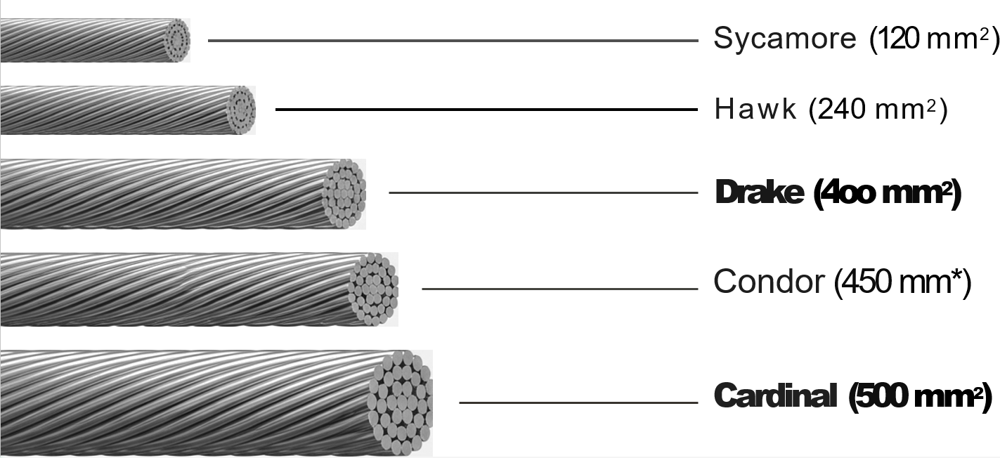 Sycamore (120 mm²)
Hawk (240 mm²)
Drake (4oo mm²)
Condor (450 mm*)
Cardinal (500 mm²)